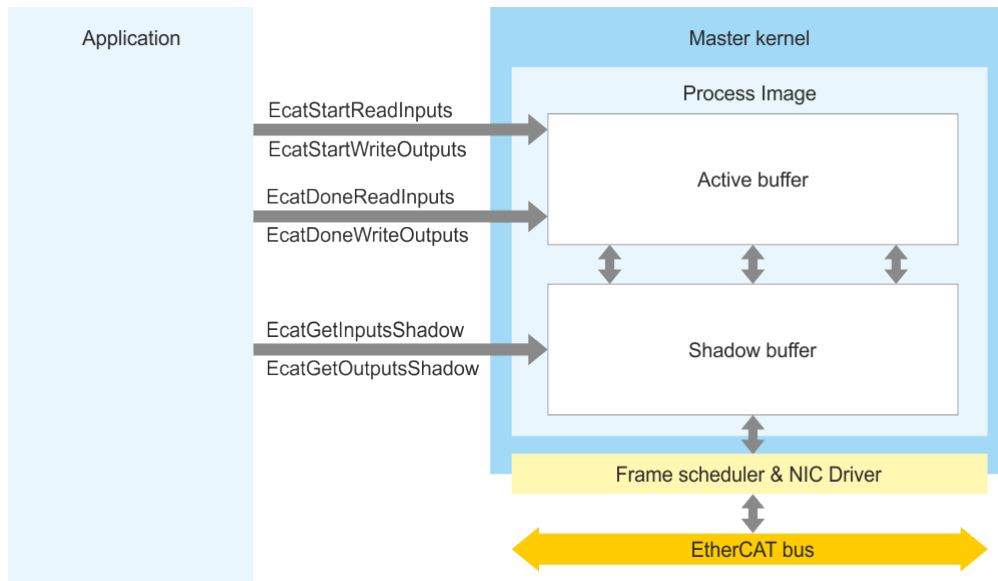 Application
Master kernel
Process Image
EcatStartReadInputs
EcatStartWriteOutputs
Active buffer
EcatDoneReadInputs
EcatDoneWriteOutputs
EcatGetInputsShadow
EcatGetOutputsShadow
Shadow buffer
Frame scheduler & NIC Driver
EtherCAT bus